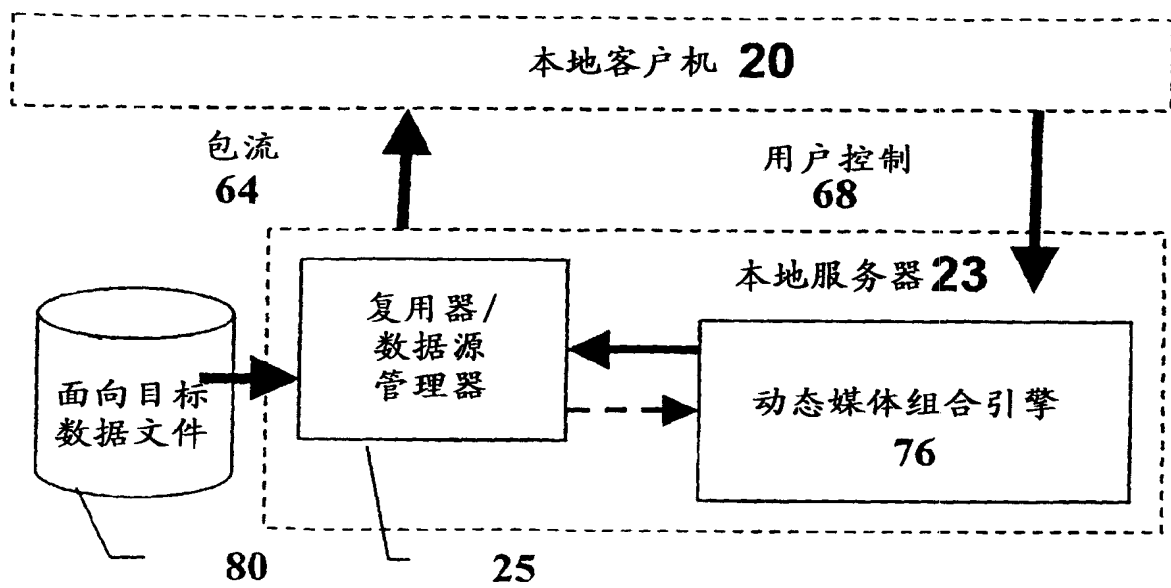 本地客户机 20
包流
64
用户控制
68
本地服务器23
复用器/
数据源
管理器
面向目标
数据文件
动态媒体组合引擎
76
80
25